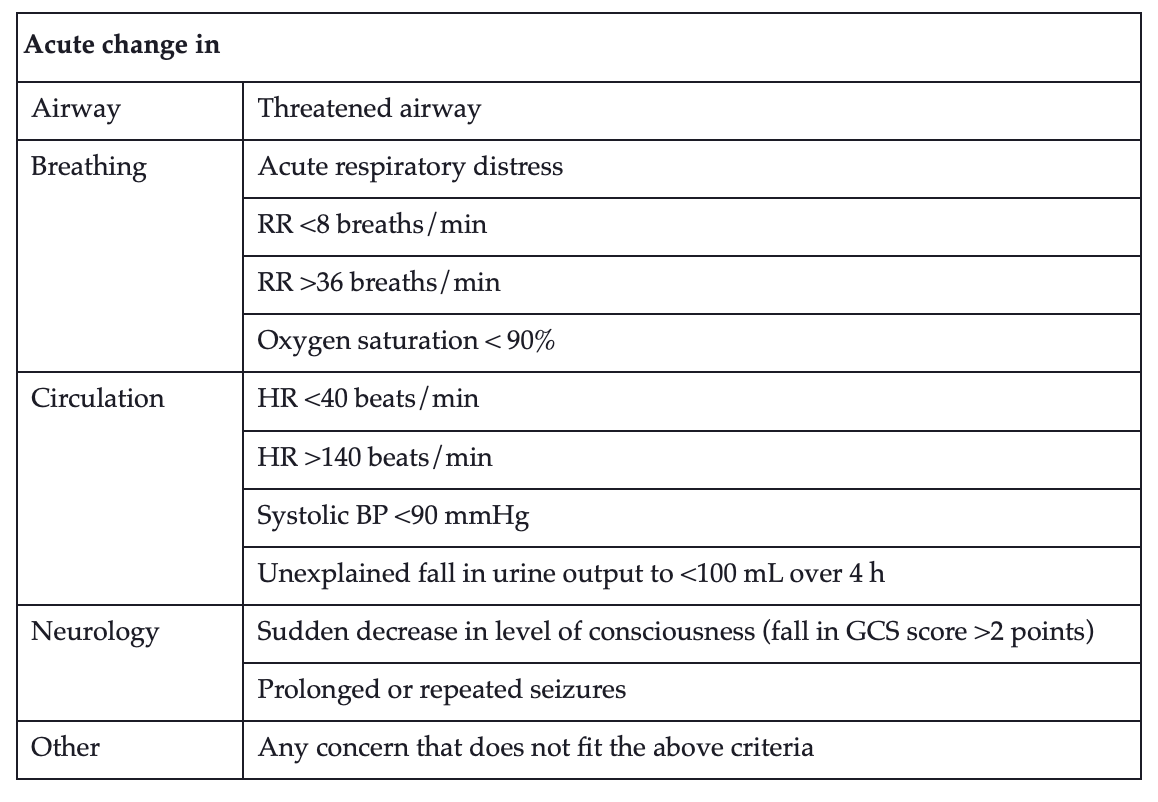 Acute change in
Airway
Threatened airway
Breathing
Acute respiratory distress
RR <8 breaths/min
RR >36 breaths/min
Oxygen saturation < 90%
Circulation
HR <40 beats/min
HR >140 beats/min
Systolic BP <90 mmHg
Unexplained fall in urine output to <100 mL over 4 h
Neurology
Sudden decrease in level of consciousness (fall in GCS score >2 points)
Prolonged or repeated seizures
Other
Any concern that does not fit the above criteria